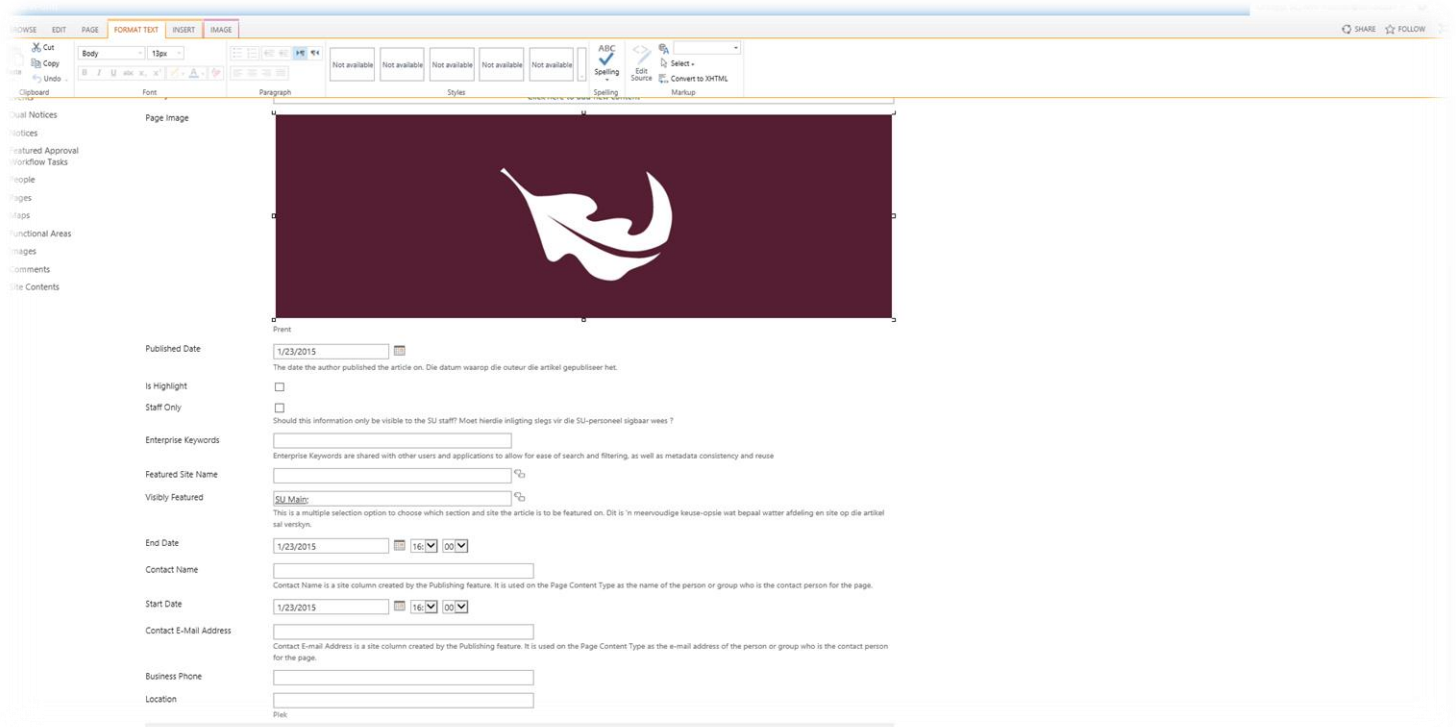 BROWSE EDIT PAGE FORMAT TEXT INSERT IMAGE SHARE FOLLOW
Cut
Copy
Undo
Clipboard
Body 13px
B I U abc x₂ x² A
Font
Paragraph
Not available Not available Not available Not available Not available
Styles
ABC
Spelling
Spelling
Edit
Source
Select
Convert to XHTML
Markup
Click here to add new content
Dual Notices
Notices
Featured Approval
Workflow Tasks
People
Pages
Maps
Functional Areas
Images
Comments
Site Contents
Page Image
Prent
Published Date 1/23/2015
The date the author published the article on. Die datum waarop die outeur die artikel gepubliseer het.
Is Highlight
Staff Only
Should this information only be visible to the SU staff? Moet hierdie inligting slegs vir die SU-personeel sigbaar wees ?
Enterprise Keywords
Enterprise Keywords are shared with other users and applications to allow for ease of search and filtering, as well as metadata consistency and reuse
Featured Site Name
Visibly Featured SU Main;
This is a multiple selection option to choose which section and site the article is to be featured on. Dit is 'n meervoudige keuse-opsie wat bepaal watter afdeling en site op die artikel
sal verskyn.
End Date 1/23/2015 16: 00
Contact Name
Contact Name is a site column created by the Publishing feature. It is used on the Page Content Type as the name of the person or group who is the contact person for the page.
Start Date 1/23/2015 16: 00
Contact E-Mail Address
Contact E-mail Address is a site column created by the Publishing feature. It is used on the Page Content Type as the e-mail address of the person or group who is the contact person
for the page.
Business Phone
Location
Plek